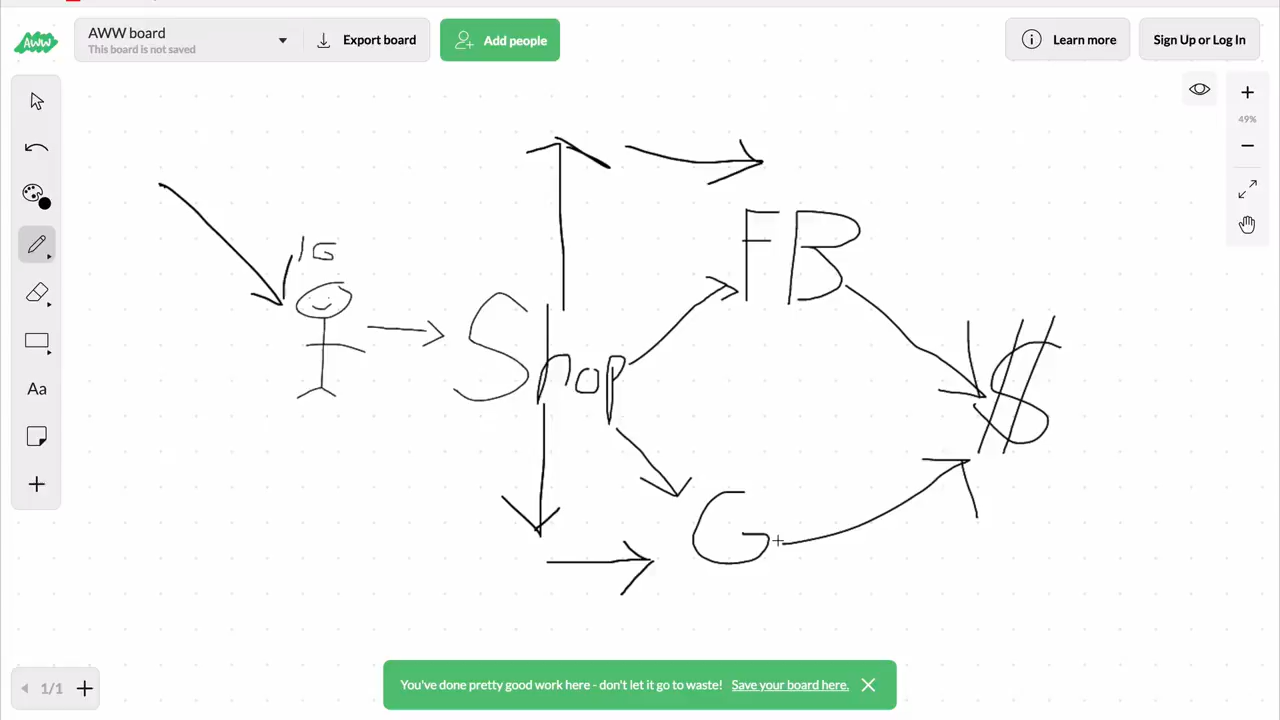 AWW
AWW board
This board is not saved
Export board
Add people
Learn more
Sign Up or Log In
49%
IG
Shop
FB
$
G
Aa
1/1
You've done pretty good work here - don't let it go to waste! Save your board here.